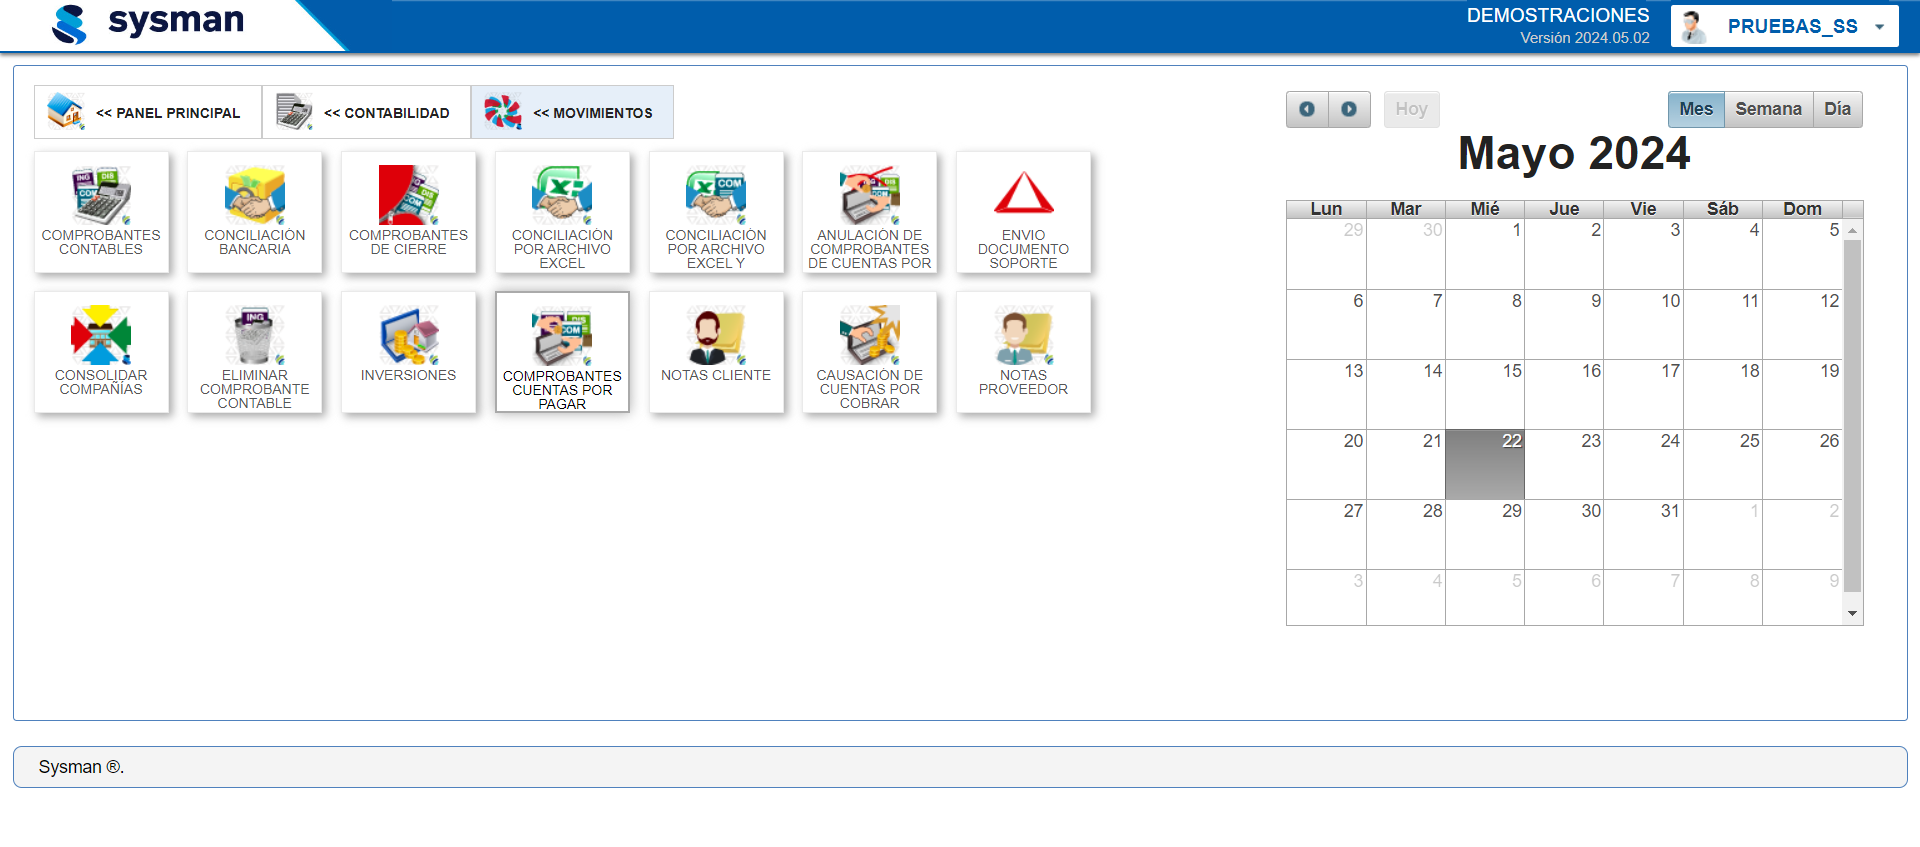 sysman
DEMOSTRACIONES
Versión 2024.05.02
PRUEBAS_SS
<< PANEL PRINCIPAL
<< CONTABILIDAD
<< MOVIMIENTOS
COMPROBANTES
CONTABLES
CONCILIACIÓN
BANCARIA
COMPROBANTES
DE CIERRE
CONCILIACIÓN
POR ARCHIVO
EXCEL
CONCILIACIÓN
POR ARCHIVO
EXCEL Y
ANULACIÓN DE
COMPROBANTES
DE CUENTAS POR
ENVIO
DOCUMENTO
SOPORTE
CONSOLIDAR
COMPAÑÍAS
ELIMINAR
COMPROBANTE
CONTABLE
INVERSIONES
COMPROBANTES
CUENTAS POR
PAGAR
NOTAS CLIENTE
CAUSACIÓN DE
CUENTAS POR
COBRAR
NOTAS
PROVEEDOR
Hoy
Mes Semana Día
Mayo 2024
Lun Mar Mié Jue Vie Sáb Dom
29 30 1 2 3 4 5
6 7 8 9 10 11 12
13 14 15 16 17 18 19
20 21 22 23 24 25 26
27 28 29 30 31 1 2
3 4 5 6 7 8 9
Sysman ®.